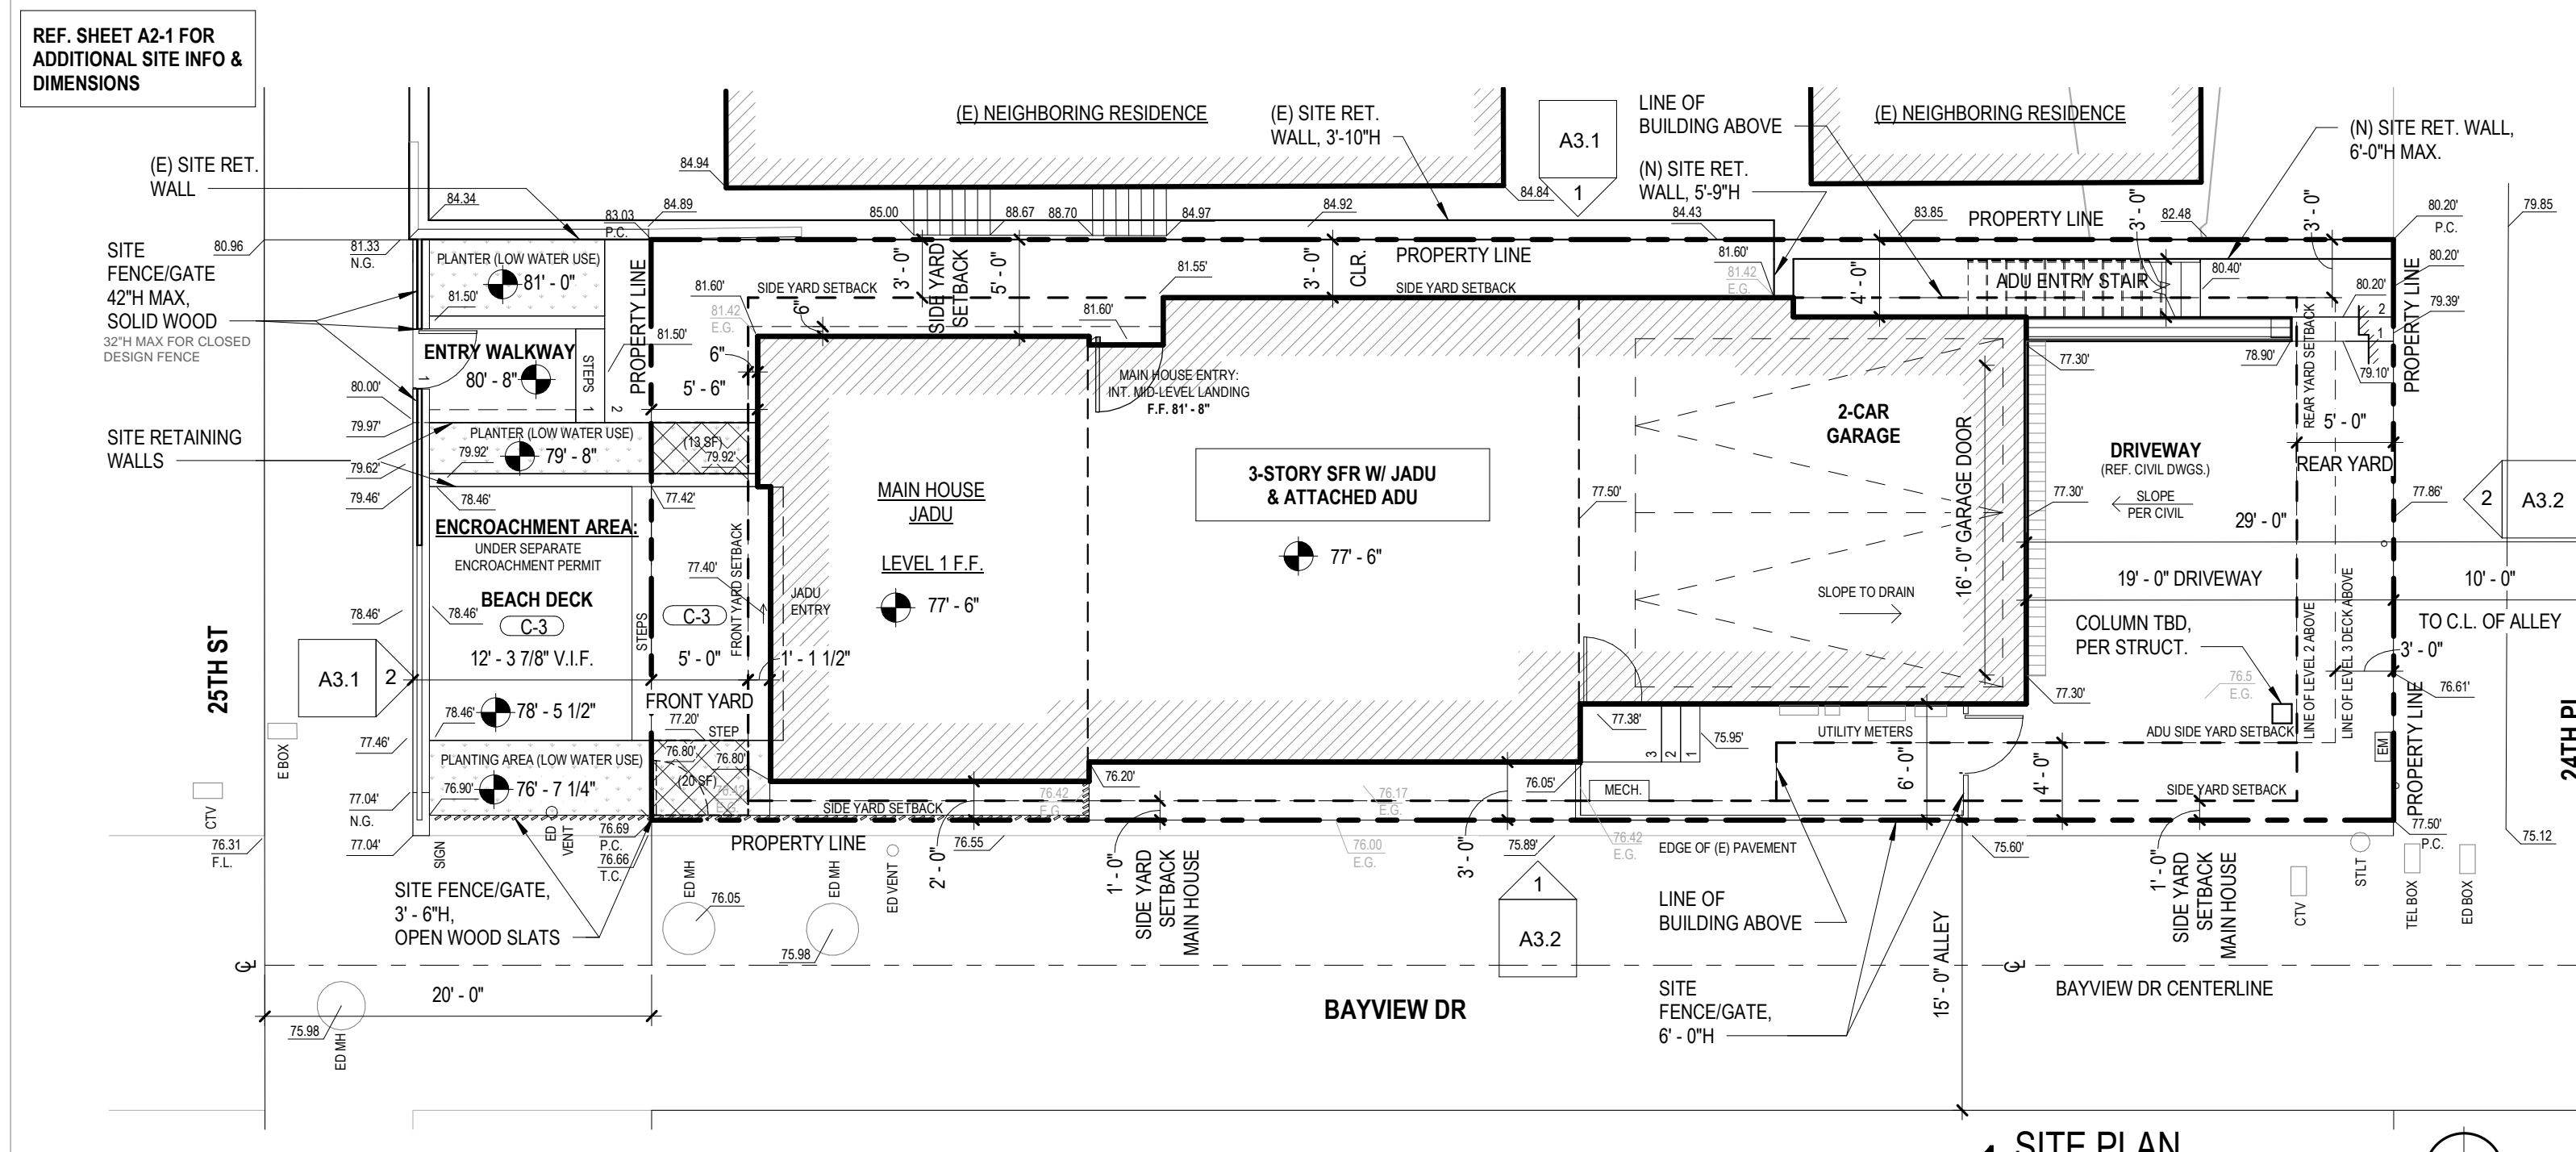 REF. SHEET A2-1 FOR
ADDITIONAL SITE INFO &
DIMENSIONS
(E) NEIGHBORING RESIDENCE
(E) SITE RET.
WALL, 3'-10"H
A3.1
1
LINE OF
BUILDING ABOVE
(N) SITE RET.
WALL, 5'-9"H
(E) NEIGHBORING RESIDENCE
(N) SITE RET. WALL,
6'-0"H MAX.
(E) SITE RET.
WALL
84.94
84.84
84.34
83.03
P.C.
84.89
85.00
88.67
88.70
84.97
84.92
84.43
83.85
PROPERTY LINE
3' - 0"
82.48
3' - 0"
80.20'
P.C.
79.85
SITE
FENCE/GATE
42"H MAX,
SOLID WOOD
32"H MAX FOR CLOSED
DESIGN FENCE
80.96
81.33
N.G.
PLANTER (LOW WATER USE)
81' - 0"
81.50'
PROPERTY LINE
81.60'
81.42
E.G.
3' - 0"
SIDE YARD
SETBACK
5' - 0"
SIDE YARD SETBACK
6"
81.55'
81.60'
3' - 0"
CLR.
PROPERTY LINE
SIDE YARD SETBACK
81.60'
81.42
E.G.
4' - 0"
ADU ENTRY STAIR
80.40'
80.20'
80.20'
79.39'
2
1
79.10'
78.90'
77.30'
PROPERTY LINE
REAR YARD SETBACK
ENTRY WALKWAY
80' - 8"
1
STEPS
1
2
81.50'
6"
5' - 6"
MAIN HOUSE ENTRY:
INT. MID-LEVEL LANDING
F.F. 81' - 8"
2-CAR
GARAGE
16' - 0" GARAGE DOOR
5' - 0"
REAR YARD
80.00'
79.97'
79.62'
79.46'
SITE RETAINING
WALLS
PLANTER (LOW WATER USE)
79.92'
79' - 8"
(13 SF)
79.92'
78.46'
77.42'
MAIN HOUSE
JADU
LEVEL 1 F.F.
77' - 6"
3-STORY SFR W/ JADU
& ATTACHED ADU
77' - 6"
77.50'
DRIVEWAY
(REF. CIVIL DWGS.)
77.30'
SLOPE
PER CIVIL
29' - 0"
77.86'
2
A3.2
ENCROACHMENT AREA:
UNDER SEPARATE
ENCROACHMENT PERMIT
BEACH DECK
C-3
12' - 3 7/8" V.I.F.
78.46'
78.46'
STEPS
77.40'
C-3
5' - 0"
FRONT YARD SETBACK
JADU
ENTRY
1' - 1 1/2"
FRONT YARD
SLOPE TO DRAIN
19' - 0" DRIVEWAY
10' - 0"
TO C.L. OF ALLEY
COLUMN TBD,
PER STRUCT.
LINE OF LEVEL 2 ABOVE
LINE OF LEVEL 3 DECK ABOVE
3' - 0"
76.5
E.G.
76.61'
77.30'
25TH ST
A3.1
2
78.46'
78' - 5 1/2"
77.46'
77.20'
STEP
76.80'
76.80'
(20 SF)
76.42
E.G.
PLANTING AREA (LOW WATER USE)
76.90'
76' - 7 1/4"
77.04'
N.G.
77.04'
E BOX
CTV
76.31
F.L.
SIGN
ED
VENT
76.69
P.C.
76.66
T.C.
PROPERTY LINE
SIDE YARD SETBACK
76.42
E.G.
76.20'
76.55
2' - 0"
1' - 0"
SIDE YARD
SETBACK
MAIN HOUSE
76.17
E.G.
76.00
E.G.
3' - 0"
76.05'
75.89'
76.42
E.G.
MECH.
77.38'
3
2
1
75.95'
UTILITY METERS
6' - 0"
4' - 0"
ADU SIDE YARD SETBACK
SIDE YARD SETBACK
EM
PROPERTY LINE
24TH PL
77.50'
P.C.
75.12
EDGE OF (E) PAVEMENT
75.60'
1' - 0"
SIDE YARD
SETBACK
MAIN HOUSE
CTV
STLT
TEL BOX
ED BOX
SITE FENCE/GATE,
3' - 6"H,
OPEN WOOD SLATS
ED MH
76.05
ED MH
75.98
ED VENT
1
A3.2
LINE OF
BUILDING ABOVE
15' - 0" ALLEY
20' - 0"
75.98
ED MH
BAYVIEW DR
SITE
FENCE/GATE,
6' - 0"H
BAYVIEW DR CENTERLINE
SITE PLAN